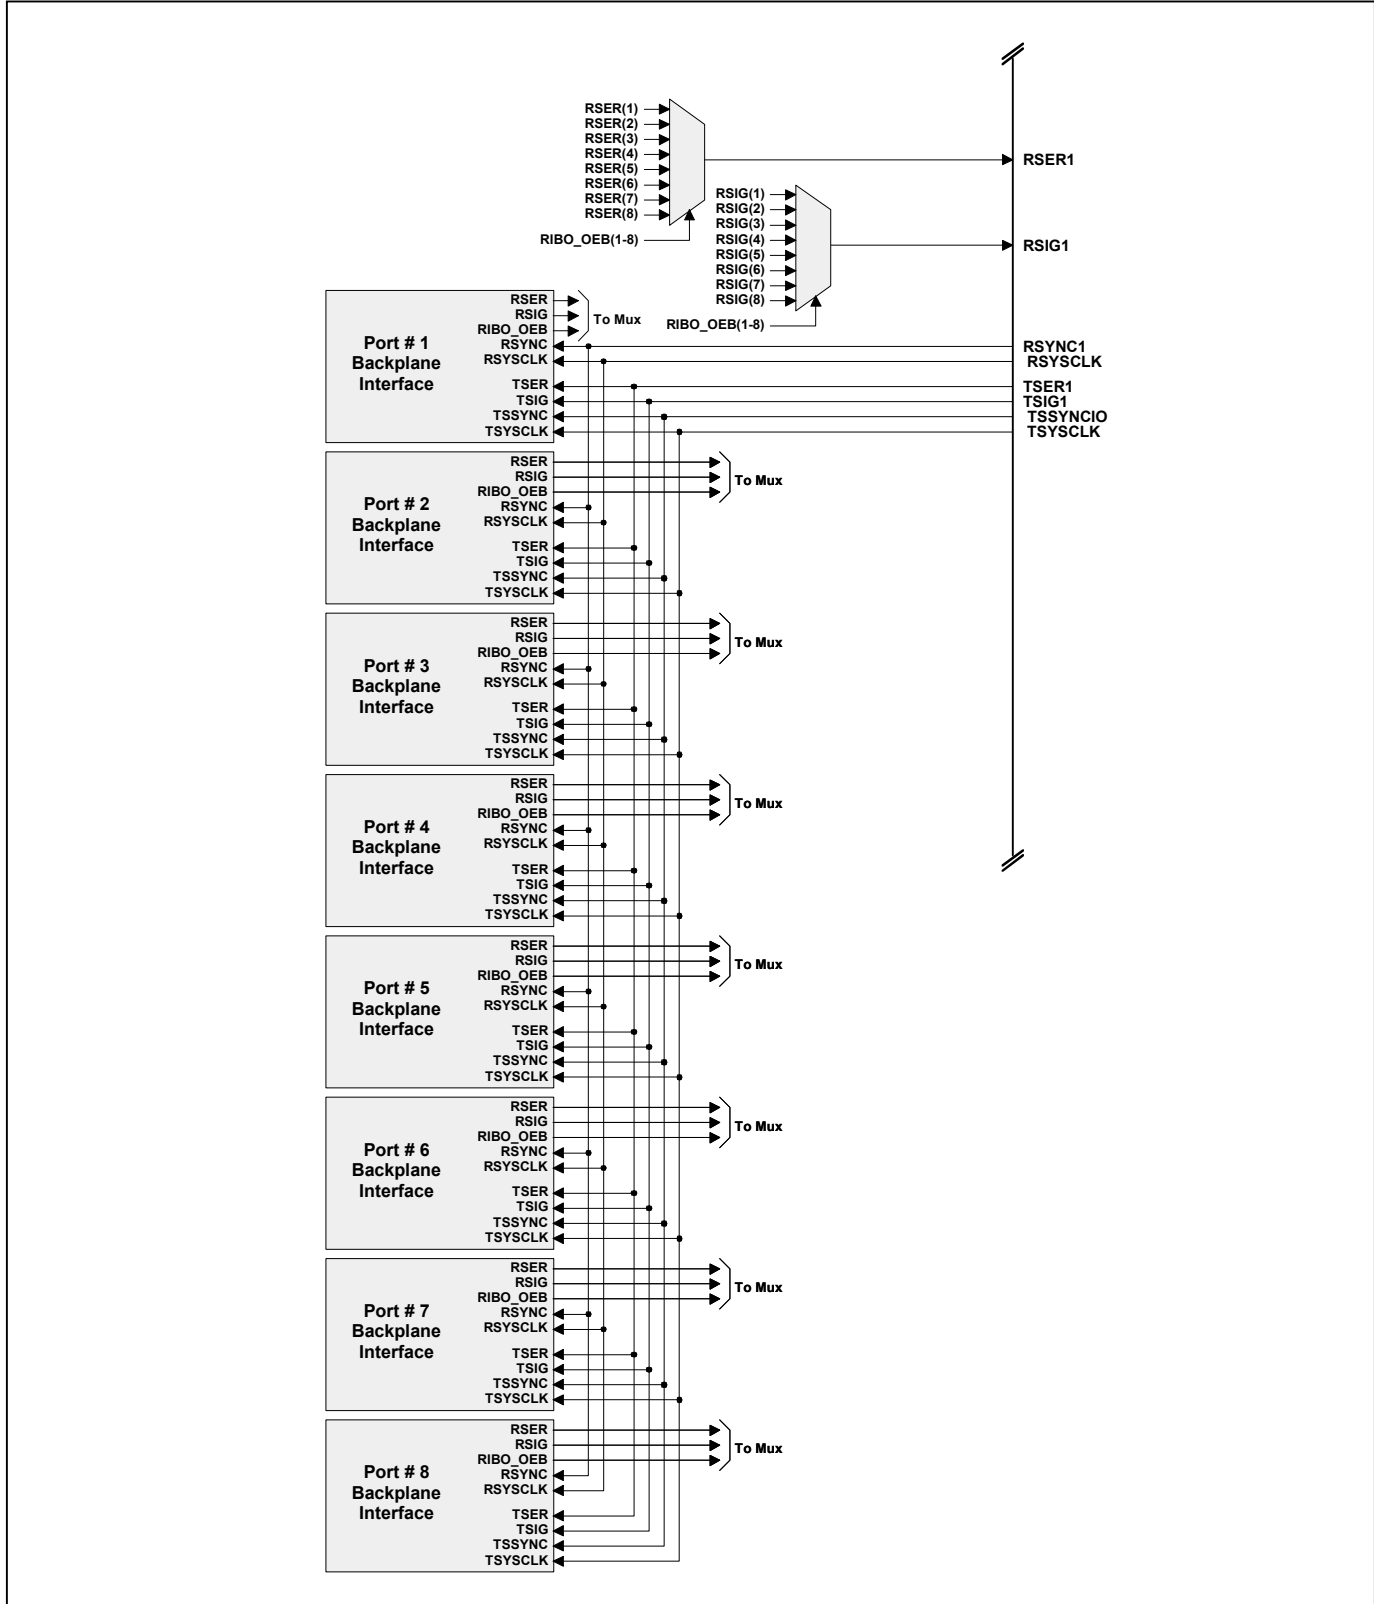 RSER(1)
RSER(2)
RSER(3)
RSER(4)
RSER(5)
RSER(6)
RSER(7)
RSER(8)
RIBO_OEB(1-8)
RSER1
RSIG(1)
RSIG(2)
RSIG(3)
RSIG(4)
RSIG(5)
RSIG(6)
RSIG(7)
RSIG(8)
RIBO_OEB(1-8)
RSIG1
Port # 1
Backplane
Interface
RSER
RSIG
RIBO_OEB
RSYNC
RSYSCLK
TSER
TSIG
TSSYNC
TSYSCLK
To Mux
RSYNC1
RSYSCLK
TSER1
TSIG1
TSSYNCIO
TSYSCLK
Port # 2
Backplane
Interface
RSER
RSIG
RIBO_OEB
RSYNC
RSYSCLK
TSER
TSIG
TSSYNC
TSYSCLK
To Mux
Port # 3
Backplane
Interface
RSER
RSIG
RIBO_OEB
RSYNC
RSYSCLK
TSER
TSIG
TSSYNC
TSYSCLK
To Mux
Port # 4
Backplane
Interface
RSER
RSIG
RIBO_OEB
RSYNC
RSYSCLK
TSER
TSIG
TSSYNC
TSYSCLK
To Mux
Port # 5
Backplane
Interface
RSER
RSIG
RIBO_OEB
RSYNC
RSYSCLK
TSER
TSIG
TSSYNC
TSYSCLK
To Mux
Port # 6
Backplane
Interface
RSER
RSIG
RIBO_OEB
RSYNC
RSYSCLK
TSER
TSIG
TSSYNC
TSYSCLK
To Mux
Port # 7
Backplane
Interface
RSER
RSIG
RIBO_OEB
RSYNC
RSYSCLK
TSER
TSIG
TSSYNC
TSYSCLK
To Mux
Port # 8
Backplane
Interface
RSER
RSIG
RIBO_OEB
RSYNC
RSYSCLK
TSER
TSIG
TSSYNC
TSYSCLK
To Mux